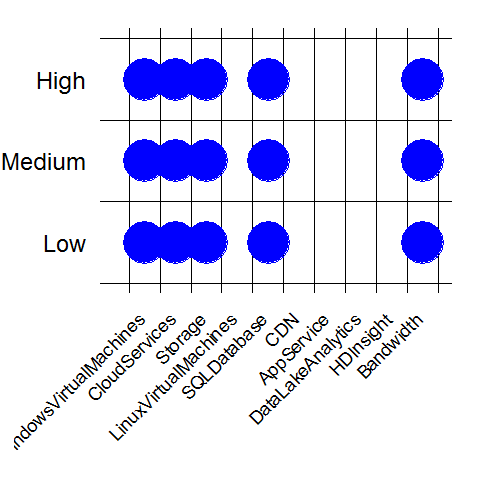 High
Medium
Low
ndowsVirtualMachines
CloudServices
Storage
LinuxVirtualMachines
SQLDatabase
CDN
AppService
DataLakeAnalytics
HDInsight
Bandwidth